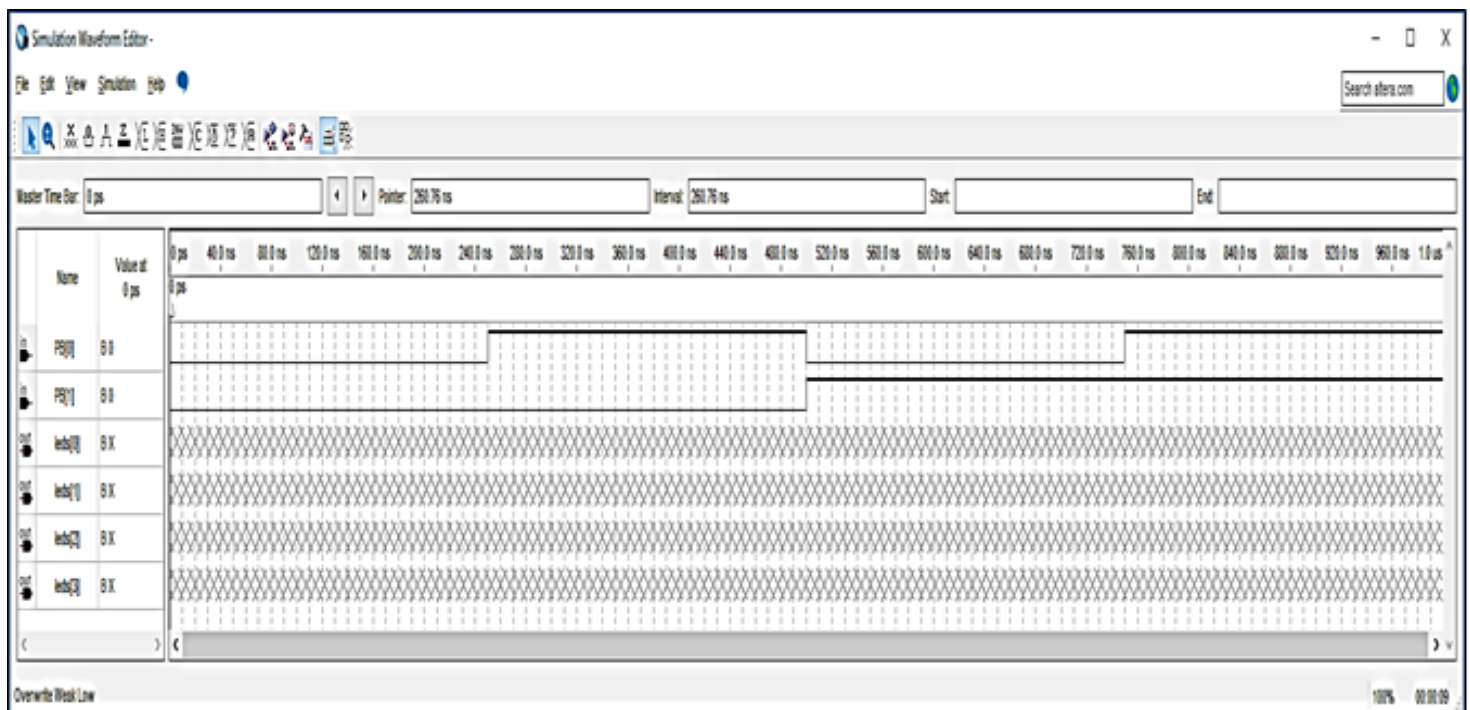 Simulation Waveform Editor -
File Edit View Simulation Help
Search altera.com
Master Time Bar: 0 ps Pointer: 260.76 ns Interval: 260.76 ns Start: End:
Name Value at 0 ps
0 ps 40.0 ns 80.0 ns 120.0 ns 160.0 ns 200.0 ns 240.0 ns 280.0 ns 320.0 ns 360.0 ns 400.0 ns 440.0 ns 480.0 ns 520.0 ns 560.0 ns 600.0 ns 640.0 ns 680.0 ns 720.0 ns 760.0 ns 800.0 ns 840.0 ns 880.0 ns 920.0 ns 960.0 ns 1.0 us
0 ps
in PB[0] B 0
in PB[1] B 0
out leds[0] B X
out leds[1] B X
out leds[2] B X
out leds[3] B X
Overwrite Weak Low
100% 00:00:09